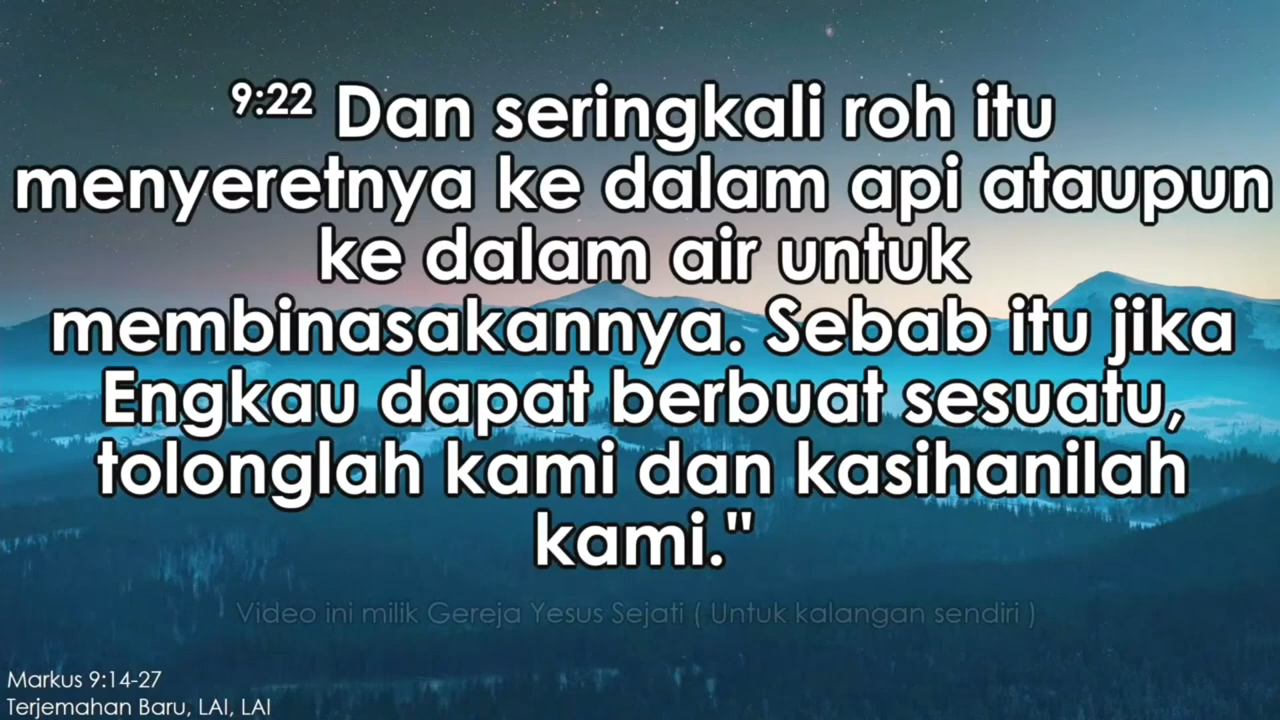 9:22 Dan seringkali roh itu
menyeretnya ke dalam api ataupun
ke dalam air untuk
membinasakannya. Sebab itu jika
Engkau dapat berbuat sesuatu,
tolonglah kami dan kasihanilah
kami."
Video ini milik Gereja Yesus Sejati ( Untuk kalangan sendiri )
Markus 9:14-27
Terjemahan Baru, LAI, LAI